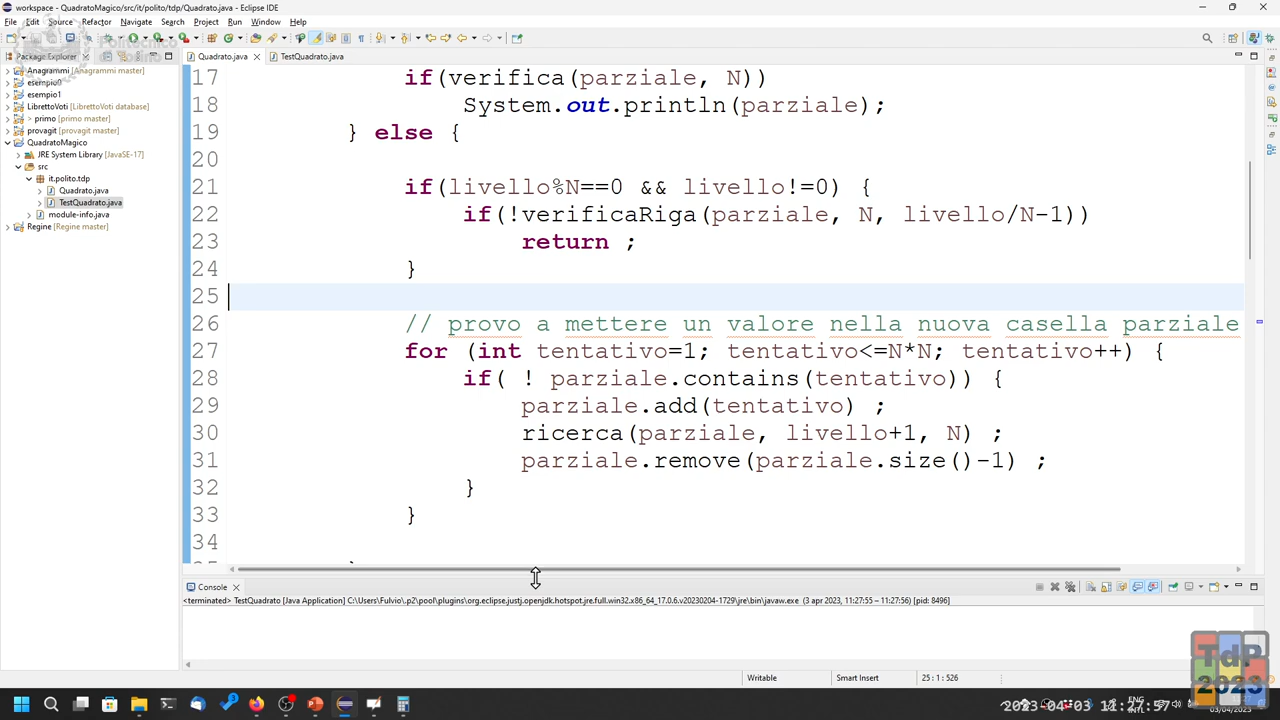 workspace - QuadratoMagico/src/it/polito/tdp/Quadrato.java - Eclipse IDE
File Edit Source Refactor Navigate Search Project Run Window Help
Package Explorer
Quadrato.java
TestQuadrato.java
Anagrammi [Anagrammi master]
esempio0
esempio1
LibrettoVoti [LibrettoVoti database]
> primo [primo master]
provagit [provagit master]
QuadratoMagico
JRE System Library [JavaSE-17]
src
it.polito.tdp
Quadrato.java
TestQuadrato.java
module-info.java
Regine [Regine master]
17 if(verifica(parziale, N))
18 System.out.println(parziale);
19 } else {
20
21 if(livello%N==0 && livello!=0) {
22 if(!verificaRiga(parziale, N, livello/N-1))
23 return ;
24 }
25
26 // provo a mettere un valore nella nuova casella parziale
27 for (int tentativo=1; tentativo<=N*N; tentativo++) {
28 if( ! parziale.contains(tentativo)) {
29 parziale.add(tentativo) ;
30 ricerca(parziale, livello+1, N) ;
31 parziale.remove(parziale.size()-1) ;
32 }
33 }
34
Console
<terminated> TestQuadrato [Java Application] C:\Users\Fulvio\.p2\pool\plugins\org.eclipse.justj.openjdk.hotspot.jre.full.win32.x86_64_17.0.6.v20230204-1729\jre\bin\javaw.exe (3 apr 2023, 11:27:55 – 11:27:56) [pid: 8496]
Writable
Smart Insert
25 : 1 : 526
TdP
2023
ENG
INTL
03/04/2023